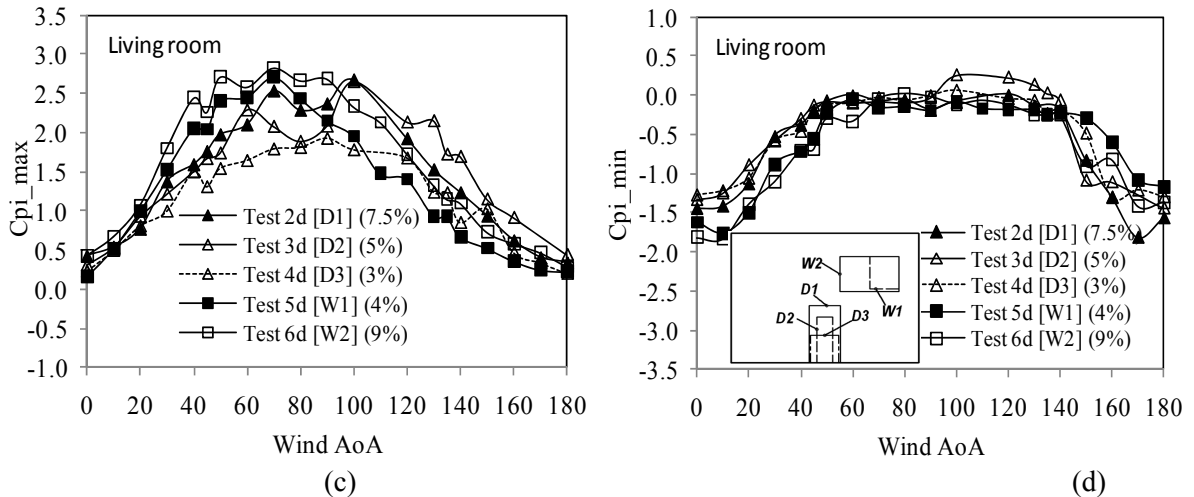 3.5
3.0
2.5
2.0
1.5
1.0
0.5
0.0
-0.5
-1.0
Cpi_max
Living room
Test 2d [D1] (7.5%)
Test 3d [D2] (5%)
Test 4d [D3] (3%)
Test 5d [W1] (4%)
Test 6d [W2] (9%)
0 20 40 60 80 100 120 140 160 180
Wind AoA
(c)
1.0
0.5
0.0
-0.5
-1.0
-1.5
-2.0
-2.5
-3.0
-3.5
Cpi_min
Living room
Test 2d [D1] (7.5%)
Test 3d [D2] (5%)
Test 4d [D3] (3%)
Test 5d [W1] (4%)
Test 6d [W2] (9%)
W2
D1
W1
D2 D3
0 20 40 60 80 100 120 140 160 180
Wind AoA
(d)